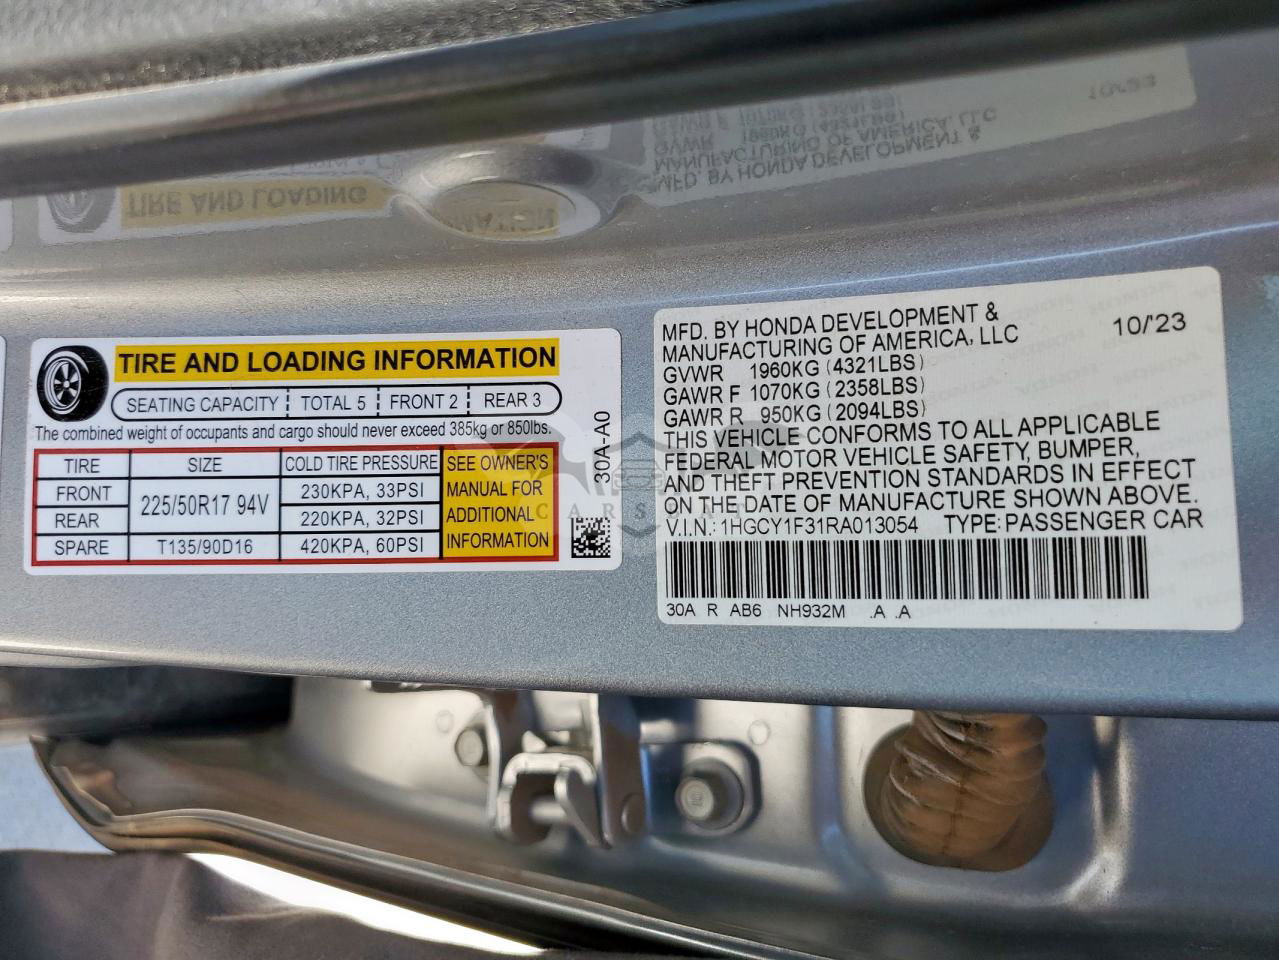 TIRE AND LOADING INFORMATION
SEATING CAPACITY TOTAL 5 FRONT 2 REAR 3
The combined weight of occupants and cargo should never exceed 385kg or 850lbs.
TIRE SIZE COLD TIRE PRESSURE SEE OWNER'S MANUAL FOR ADDITIONAL INFORMATION
FRONT 225/50R17 94V 230KPA, 33PSI
REAR 220KPA, 32PSI
SPARE T135/90D16 420KPA, 60PSI
30A-A0
MFD. BY HONDA DEVELOPMENT &
MANUFACTURING OF AMERICA, LLC 10/'23
GVWR 1960KG (4321LBS)
GAWR F 1070KG (2358LBS)
GAWR R 950KG (2094LBS)
THIS VEHICLE CONFORMS TO ALL APPLICABLE
FEDERAL MOTOR VEHICLE SAFETY, BUMPER,
AND THEFT PREVENTION STANDARDS IN EFFECT
ON THE DATE OF MANUFACTURE SHOWN ABOVE.
V.I.N.: 1HGCY1F31RA013054 TYPE: PASSENGER CAR
30A R AB6 NH932M .A .A